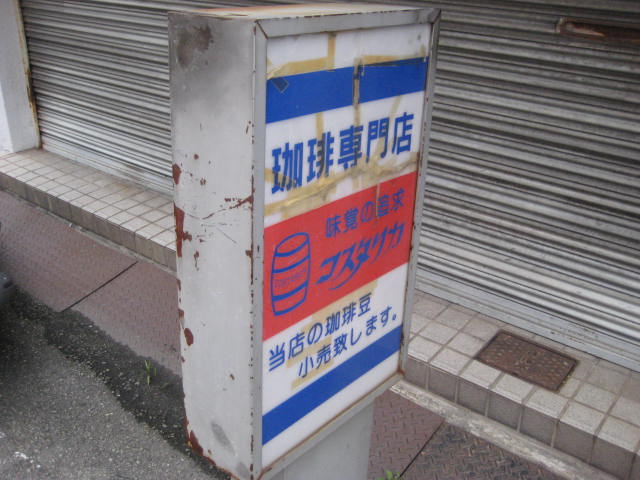 珈琲専門店
味覚の追求
コスタリカ
当店の珈琲豆
小売致します。